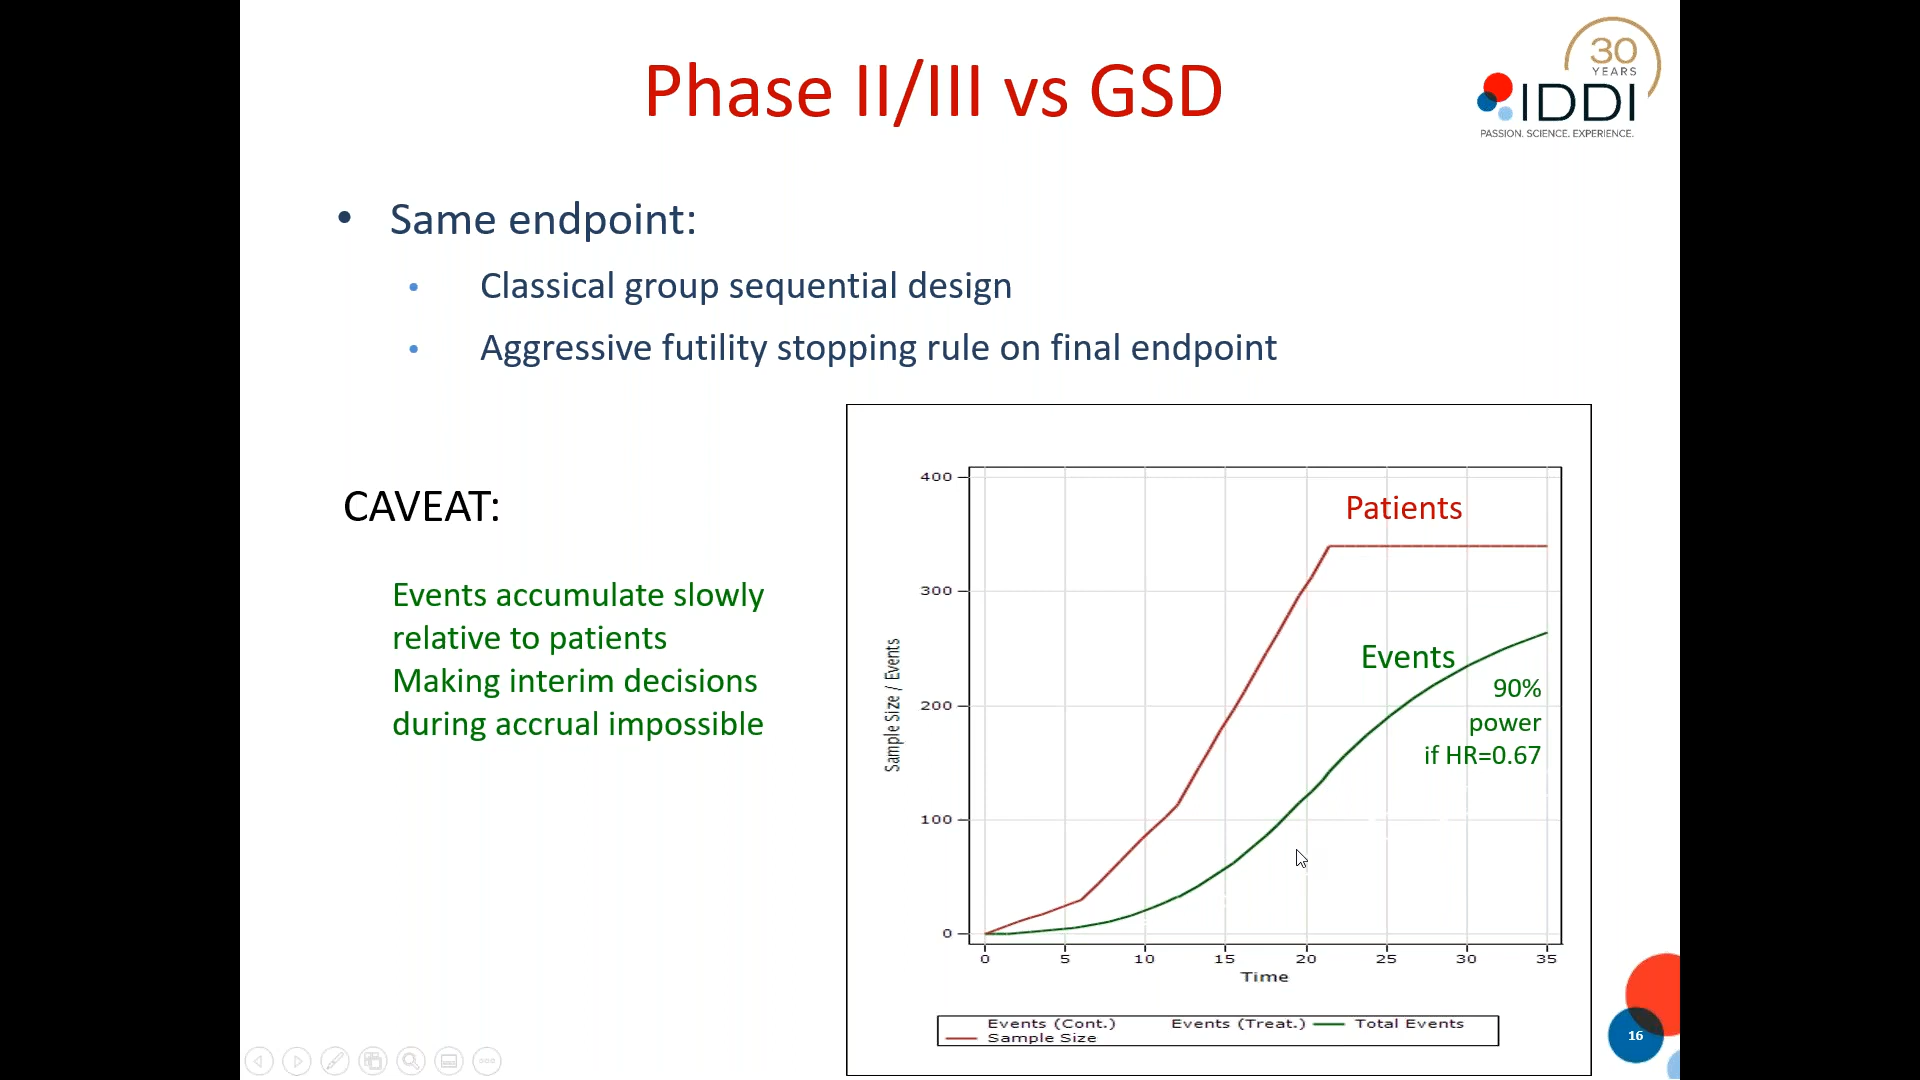 30
YEARS
IDDI
PASSION. SCIENCE. EXPERIENCE.
Phase II/III vs GSD
• Same endpoint:
• Classical group sequential design
• Aggressive futility stopping rule on final endpoint
CAVEAT:
Events accumulate slowly
relative to patients
Making interim decisions
during accrual impossible
400
300
200
100
0
Sample Size / Events
Patients
Events
90%
power
if HR=0.67
0 5 10 15 20 25 30 35
Time
Events (Cont.) Events (Treat.) Total Events
Sample Size
16